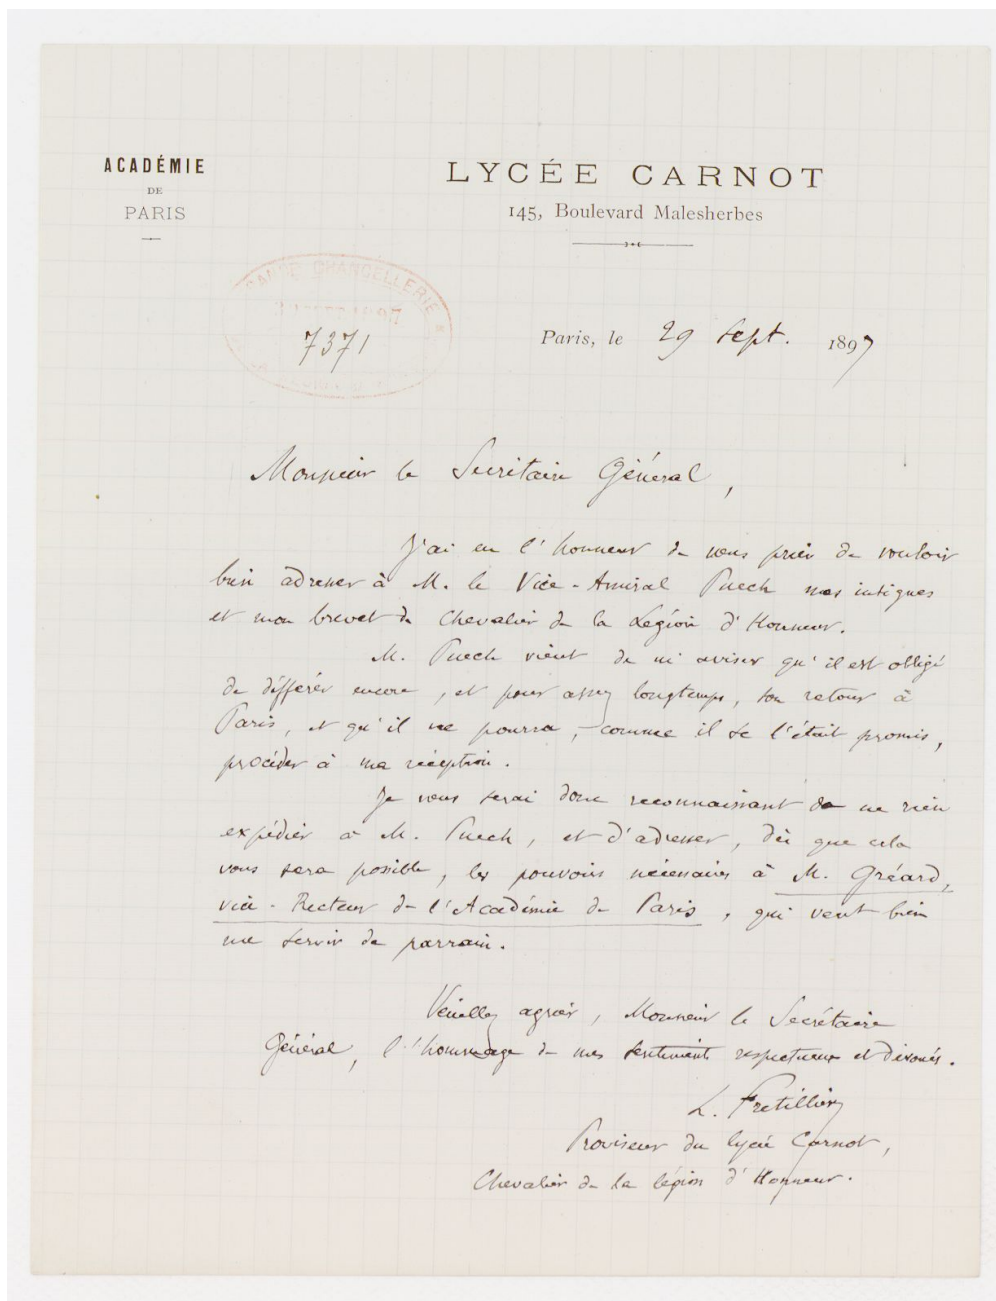 ACADÉMIE
DE
PARIS
LYCÉE CARNOT
145, Boulevard Malesherbes
GRANDE CHANCELLERIE
7371
Paris, le 29 Sept. 1897
Monsieur le Secrétaire Général,
J'ai eu l'honneur de vous prier de vouloir
bien adresser à M. le Vice-Amiral Puech mes insignes
et mon brevet de Chevalier de la Légion d'Honneur.
M. Puech vient de m'aviser qu'il est obligé
de différer encore, et pour assez longtemps, son retour à
Paris, et qu'il ne pourra, comme il se l'était promis,
procéder à ma réception.
Je vous serai donc reconnaissant de ne rien
expédier à M. Puech, et d'adresser, dès que cela
vous sera possible, les pouvoirs nécessaires à M. Gréard,
vice-Recteur de l'Académie de Paris, qui veut bien
me servir de parrain.
Veuillez agréer, Monsieur le Secrétaire
Général, l'hommage de mes sentiments respectueux et dévoués.
L. Fretillier
Proviseur du lycée Carnot,
Chevalier de la légion d'Honneur.